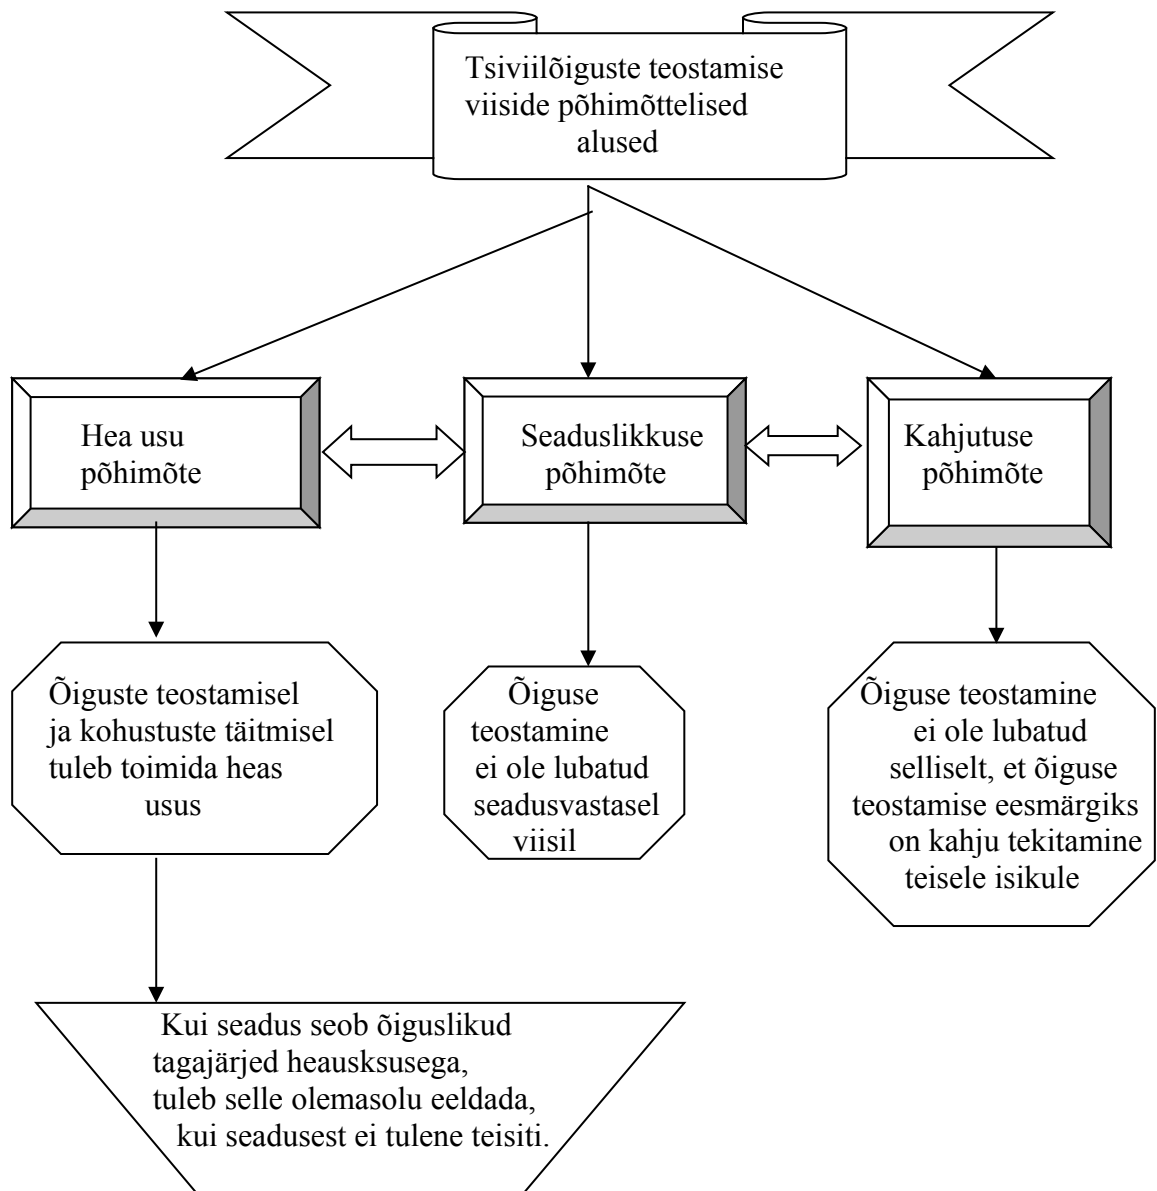 Tsiviilõiguste teostamise
viiside põhimõttelised
alused
Hea usu
põhimõte
Seaduslikkuse
põhimõte
Kahjutuse
põhimõte
Õiguste teostamisel
ja kohustuste täitmisel
tuleb toimida heas
usus
Õiguse
teostamine
ei ole lubatud
seadusvastasel
viisil
Õiguse teostamine
ei ole lubatud
selliselt, et õiguse
teostamise eesmärgiks
on kahju tekitamine
teisele isikule
Kui seadus seob õiguslikud
tagajärjed heausksusega,
tuleb selle olemasolu eeldada,
kui seadusest ei tulene teisiti.